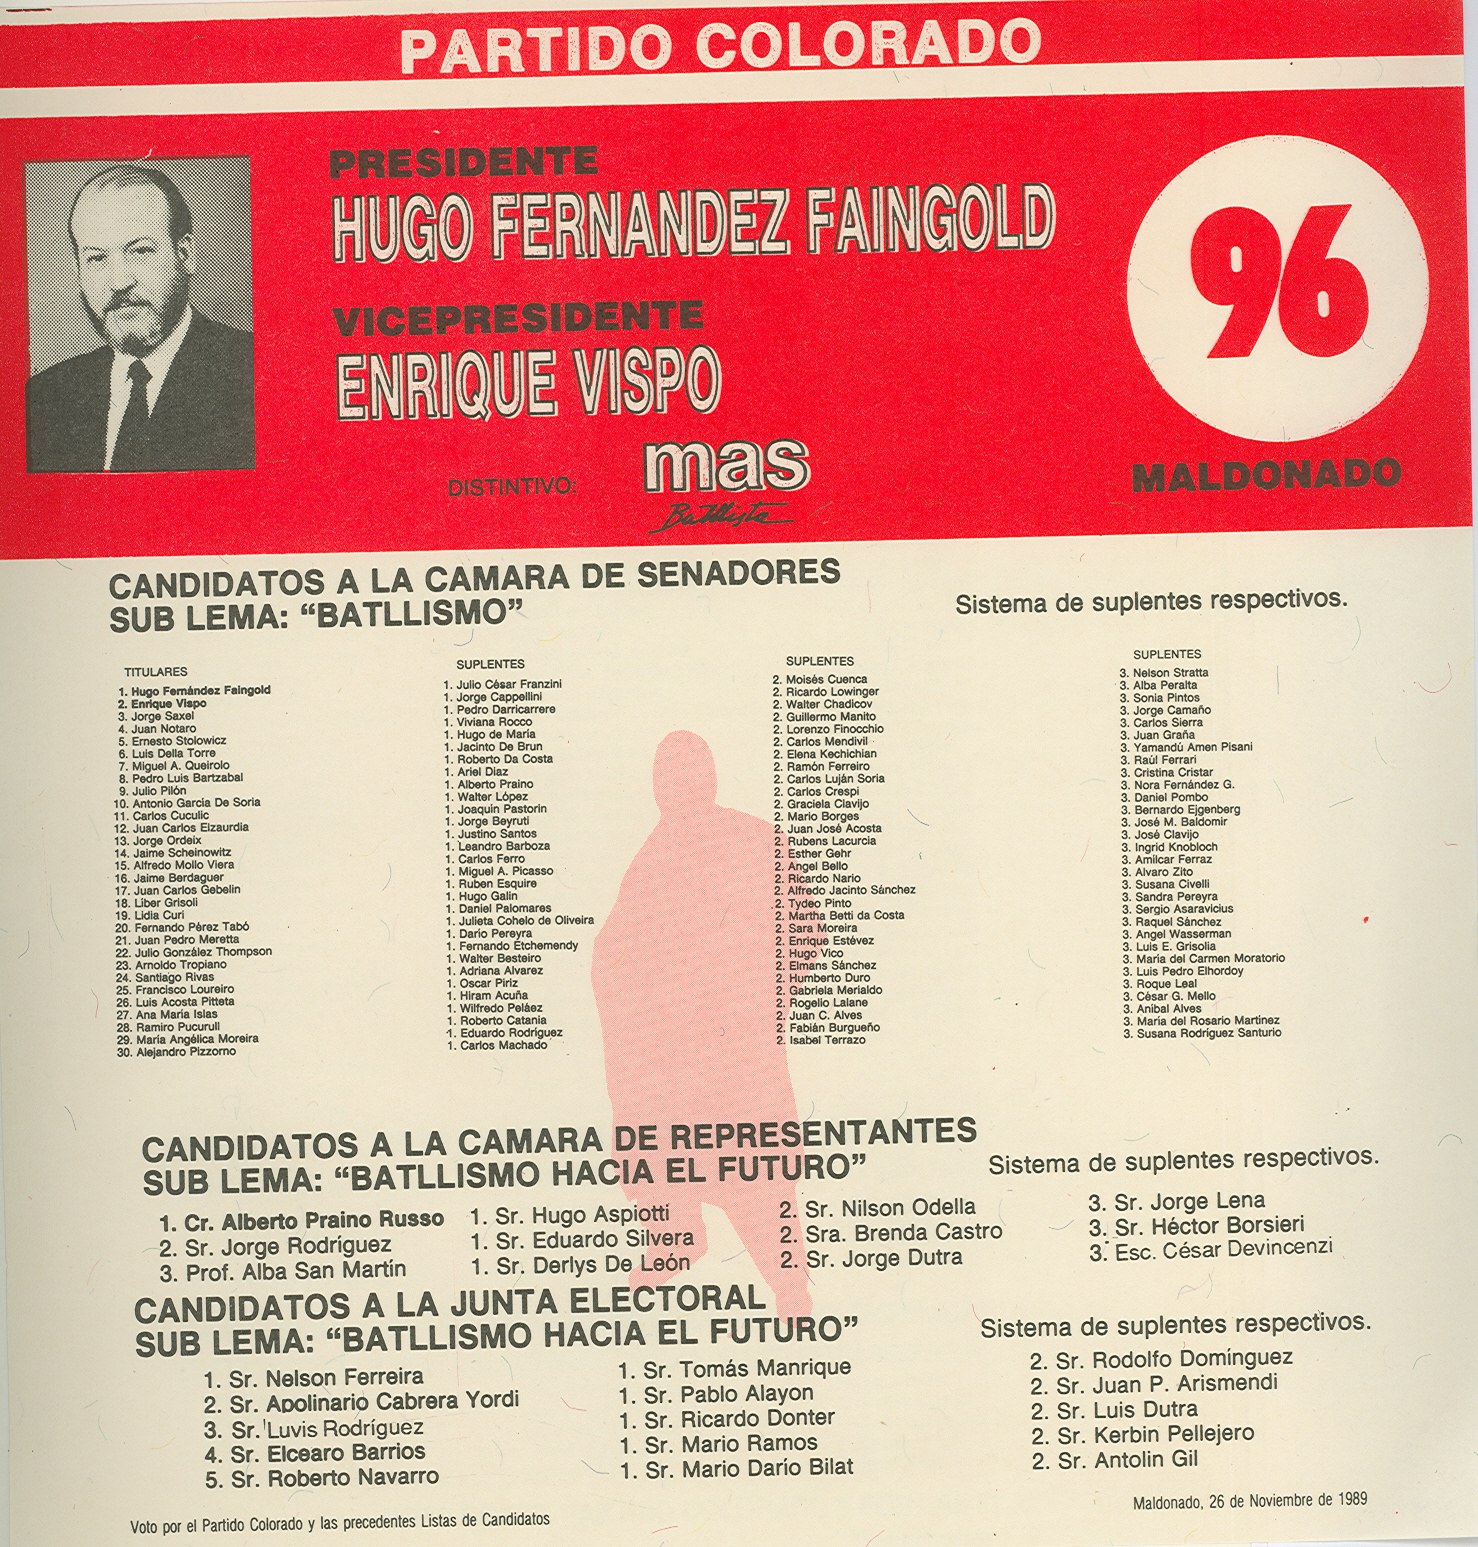 PARTIDO COLORADO
PRESIDENTE
HUGO FERNANDEZ FAINGOLD
VICEPRESIDENTE
ENRIQUE VISPO
DISTINTIVO: mas
Batllista
96
MALDONADO
CANDIDATOS A LA CAMARA DE SENADORES
SUB LEMA: “BATLLISMO”
Sistema de suplentes respectivos.
TITULARES
1. Hugo Fernández Faingold
2. Enrique Vispo
3. Jorge Saxel
4. Juan Notaro
5. Ernesto Stolowicz
6. Luis Della Torre
7. Miguel A. Queirolo
8. Pedro Luis Bartzabal
9. Julio Pilón
10. Antonio García De Soria
11. Carlos Cuculic
12. Juan Carlos Eizaurdia
13. Jorge Ordeix
14. Jaime Scheinowitz
15. Alfredo Mollo Viera
16. Jaime Berdaguer
17. Juan Carlos Gebelin
18. Liber Grisoli
19. Lidia Curi
20. Fernando Pérez Tabó
21. Juan Pedro Meretta
22. Julio González Thompson
23. Arnoldo Tropiano
24. Santiago Rivas
25. Francisco Loureiro
26. Luis Acosta Pitteta
27. Ana María Islas
28. Ramiro Pucurull
29. María Angélica Moreira
30. Alejandro Pizzorno
SUPLENTES
1. Julio César Franzini
1. Jorge Cappellini
1. Pedro Darricarrere
1. Viviana Rocco
1. Hugo de María
1. Jacinto De Brun
1. Roberto Da Costa
1. Ariel Diaz
1. Alberto Praino
1. Walter López
1. Joaquín Pastorin
1. Jorge Beyruti
1. Justino Santos
1. Leandro Barboza
1. Carlos Ferro
1. Miguel A. Picasso
1. Ruben Esquire
1. Hugo Galin
1. Daniel Palomares
1. Julieta Cohelo de Oliveira
1. Darío Pereyra
1. Fernando Etchemendy
1. Walter Besteiro
1. Adriana Alvarez
1. Oscar Piriz
1. Hiram Acuña
1. Wilfredo Peláez
1. Roberto Catania
1. Eduardo Rodríguez
1. Carlos Machado
SUPLENTES
2. Moisés Cuenca
2. Ricardo Lowinger
2. Walter Chadicov
2. Guillermo Manito
2. Lorenzo Finocchio
2. Carlos Mendivil
2. Elena Kechichian
2. Ramón Ferreiro
2. Carlos Luján Soria
2. Carlos Crespi
2. Graciela Clavijo
2. Mario Borges
2. Juan José Acosta
2. Rubens Lacurcia
2. Esther Gehr
2. Angel Bello
2. Ricardo Nario
2. Alfredo Jacinto Sánchez
2. Tydeo Pinto
2. Martha Betti da Costa
2. Sara Moreira
2. Enrique Estévez
2. Hugo Vico
2. Elmans Sánchez
2. Humberto Duro
2. Gabriela Merialdo
2. Rogelio Lalane
2. Juan C. Alves
2. Fabián Burgueño
2. Isabel Terrazo
SUPLENTES
3. Nelson Stratta
3. Alba Peralta
3. Sonia Pintos
3. Jorge Camaño
3. Carlos Sierra
3. Juan Graña
3. Yamandú Amen Pisani
3. Raúl Ferrari
3. Cristina Cristar
3. Nora Fernández G.
3. Daniel Pombo
3. Bernardo Ejgenberg
3. José M. Baldomir
3. José Clavijo
3. Ingrid Knobloch
3. Amilcar Ferraz
3. Alvaro Zito
3. Susana Civelli
3. Sandra Pereyra
3. Sergio Asaravicius
3. Raquel Sánchez
3. Angel Wasserman
3. Luis E. Grisolia
3. María del Carmen Moratorio
3. Luis Pedro Elhordoy
3. Roque Leal
3. César G. Mello
3. Aníbal Alves
3. María del Rosario Martinez
3. Susana Rodríguez Santurio
CANDIDATOS A LA CAMARA DE REPRESENTANTES
SUB LEMA: “BATLLISMO HACIA EL FUTURO”
Sistema de suplentes respectivos.
1. Cr. Alberto Praino Russo
2. Sr. Jorge Rodríguez
3. Prof. Alba San Martín
1. Sr. Hugo Aspiotti
1. Sr. Eduardo Silvera
1. Sr. Derlys De León
2. Sr. Nilson Odella
2. Sra. Brenda Castro
2. Sr. Jorge Dutra
3. Sr. Jorge Lena
3. Sr. Héctor Borsieri
3. Esc. César Devincenzi
CANDIDATOS A LA JUNTA ELECTORAL
SUB LEMA: “BATLLISMO HACIA EL FUTURO”
Sistema de suplentes respectivos.
1. Sr. Nelson Ferreira
2. Sr. Apolinario Cabrera Yordi
3. Sr. Luvis Rodríguez
4. Sr. Elcearo Barrios
5. Sr. Roberto Navarro
1. Sr. Tomás Manrique
1. Sr. Pablo Alayon
1. Sr. Ricardo Donter
1. Sr. Mario Ramos
1. Sr. Mario Darío Bilat
2. Sr. Rodolfo Domínguez
2. Sr. Juan P. Arismendi
2. Sr. Luis Dutra
2. Sr. Kerbin Pellejero
2. Sr. Antolin Gil
Maldonado, 26 de Noviembre de 1989
Voto por el Partido Colorado y las precedentes Listas de Candidatos